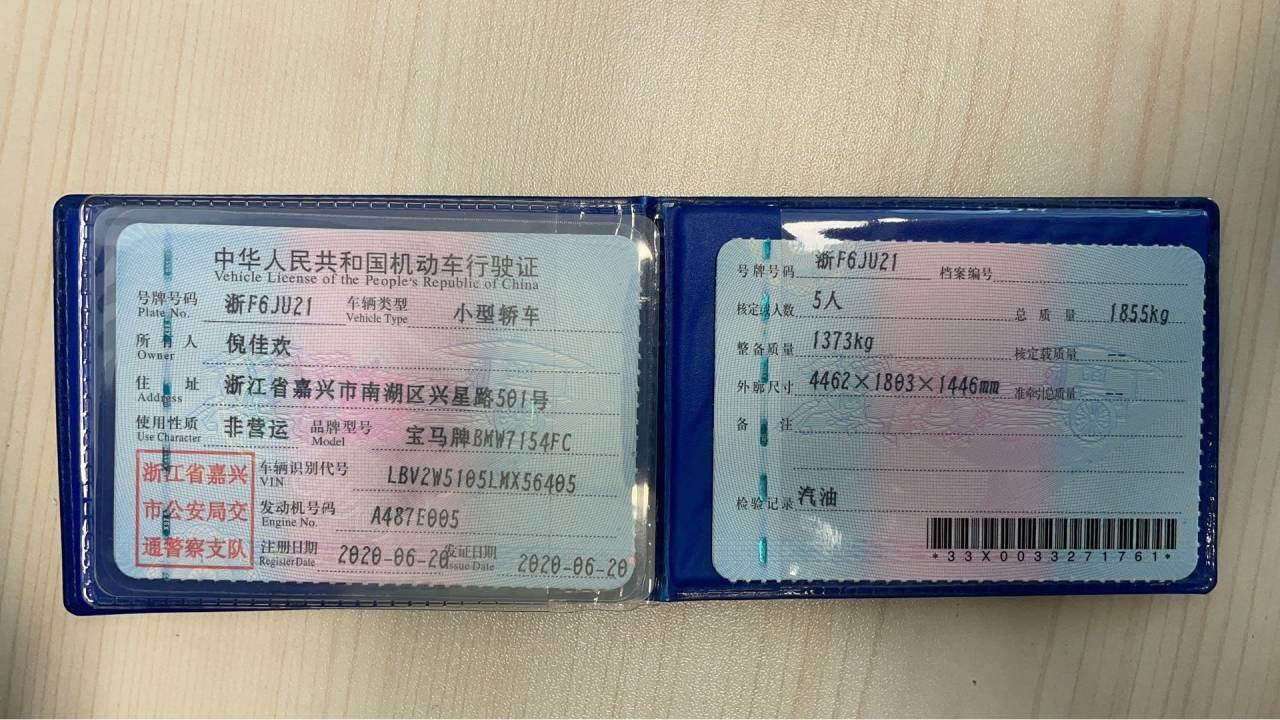 中华人民共和国机动车行驶证
Vehicle License of the People's Republic of China
号牌号码 浙F6JU21 车辆类型 小型轿车
Plate No. Vehicle Type
所有人 倪佳欢
Owner
住址 浙江省嘉兴市南湖区兴星路501号
Address
使用性质 非营运 品牌型号 宝马牌BMW7154FC
Use Character Model
浙江省嘉兴
市公安局交
通警察支队
车辆识别代号 LBV2W5105LMX56405
VIN
发动机号码 A487E005
Engine No.
注册日期 2020-06-20 发证日期 2020-06-20
Register Date Issue Date
号牌号码 浙F6JU21 档案编号
核定载人数 5人 总质量 1855kg
整备质量 1373kg 核定载质量 --
外廓尺寸 4462×1803×1446mm 准牵引总质量 --
备注
检验记录 汽油
*33X0033271761*